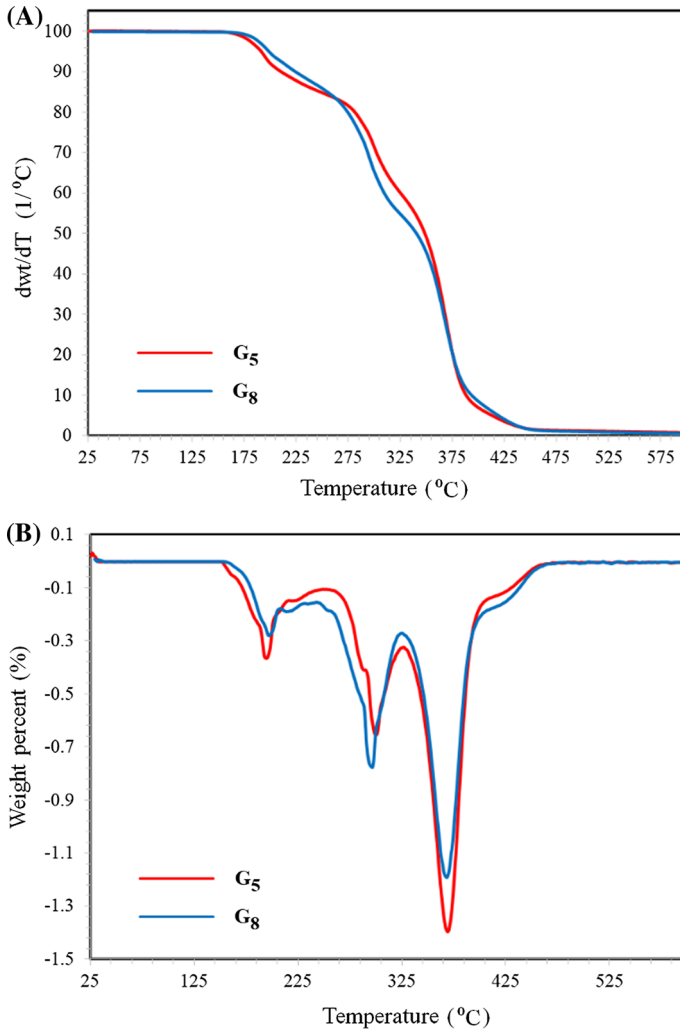 (A)
dwt/dT (1/°C)
100
90
80
70
60
50
40
30
20
10
0
G5
G8
25 75 125 175 225 275 325 375 425 475 525 575
Temperature (°C)
(B)
Weight percent (%)
0.1
-0.1
-0.3
-0.5
-0.7
-0.9
-1.1
-1.3
-1.5
G5
G8
25 125 225 325 425 525
Temperature (°C)